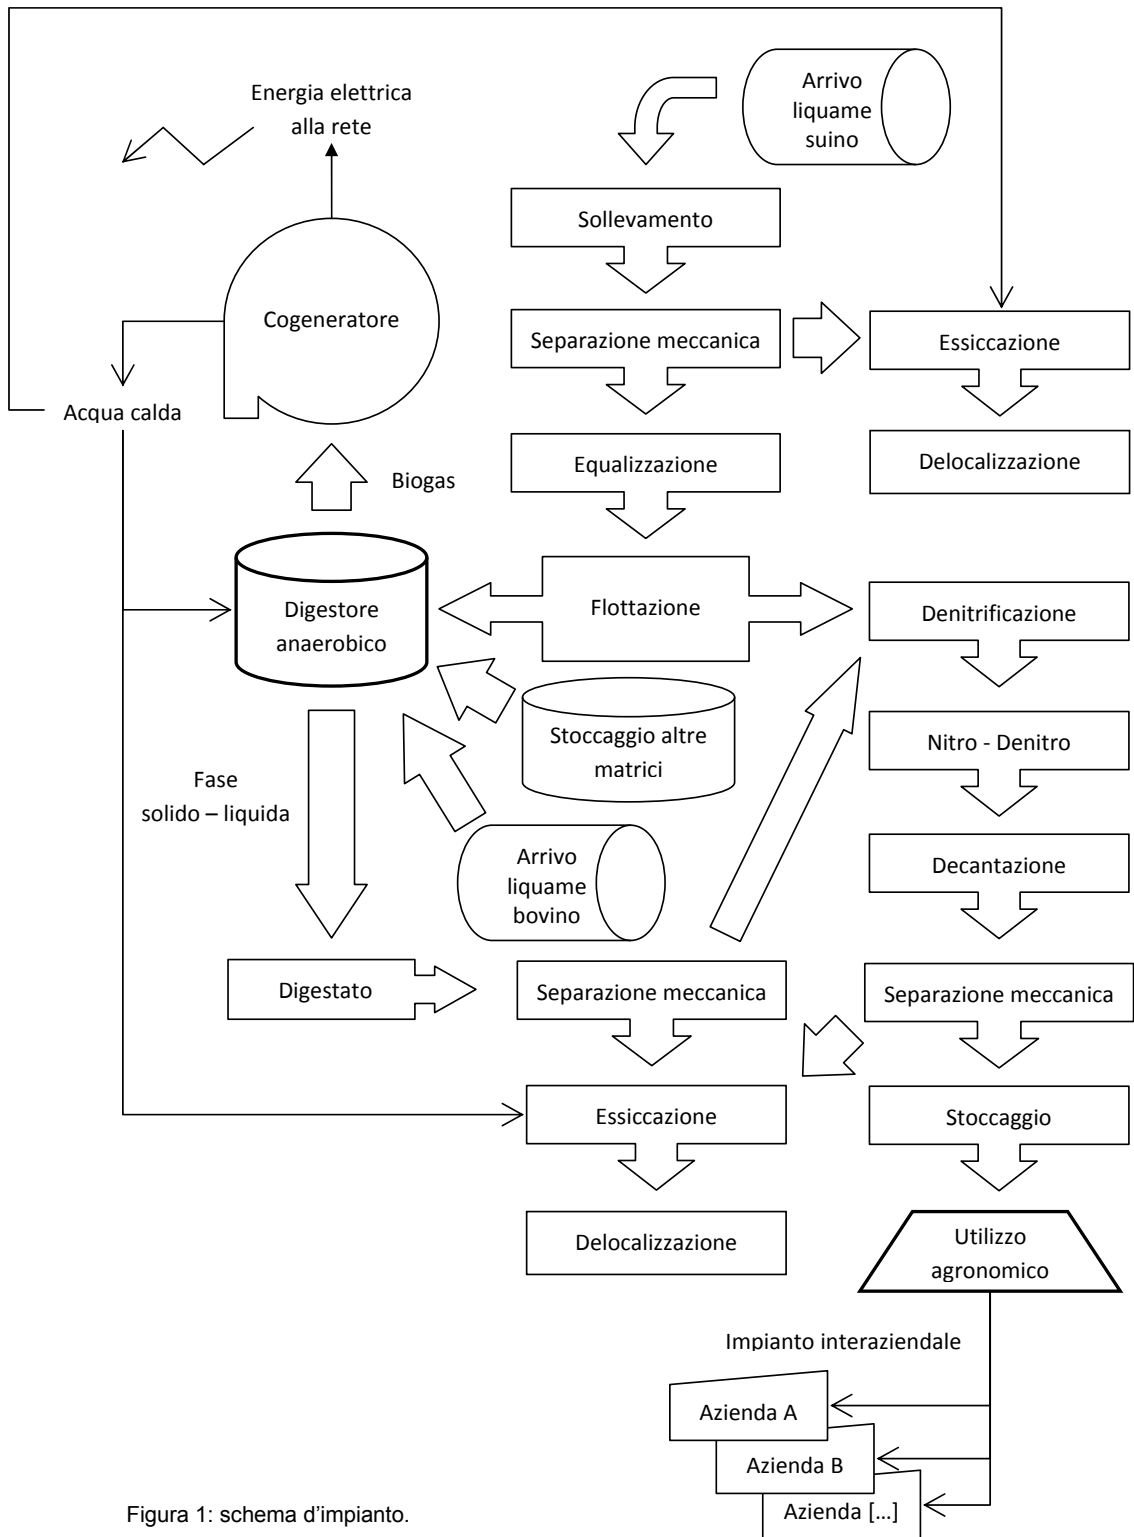 Energia elettrica
alla rete
Arrivo
liquame
suino
Sollevamento
Cogeneratore
Separazione meccanica
Essiccazione
Acqua calda
Equalizzazione
Delocalizzazione
Biogas
Digestore
anaerobico
Flottazione
Denitrificazione
Stoccaggio altre
matrici
Nitro - Denitro
Fase
solido – liquida
Arrivo
liquame
bovino
Decantazione
Digestato
Separazione meccanica
Separazione meccanica
Essiccazione
Stoccaggio
Delocalizzazione
Utilizzo
agronomico
Impianto interaziendale
Azienda A
Azienda B
Azienda [...]
Figura 1: schema d’impianto.